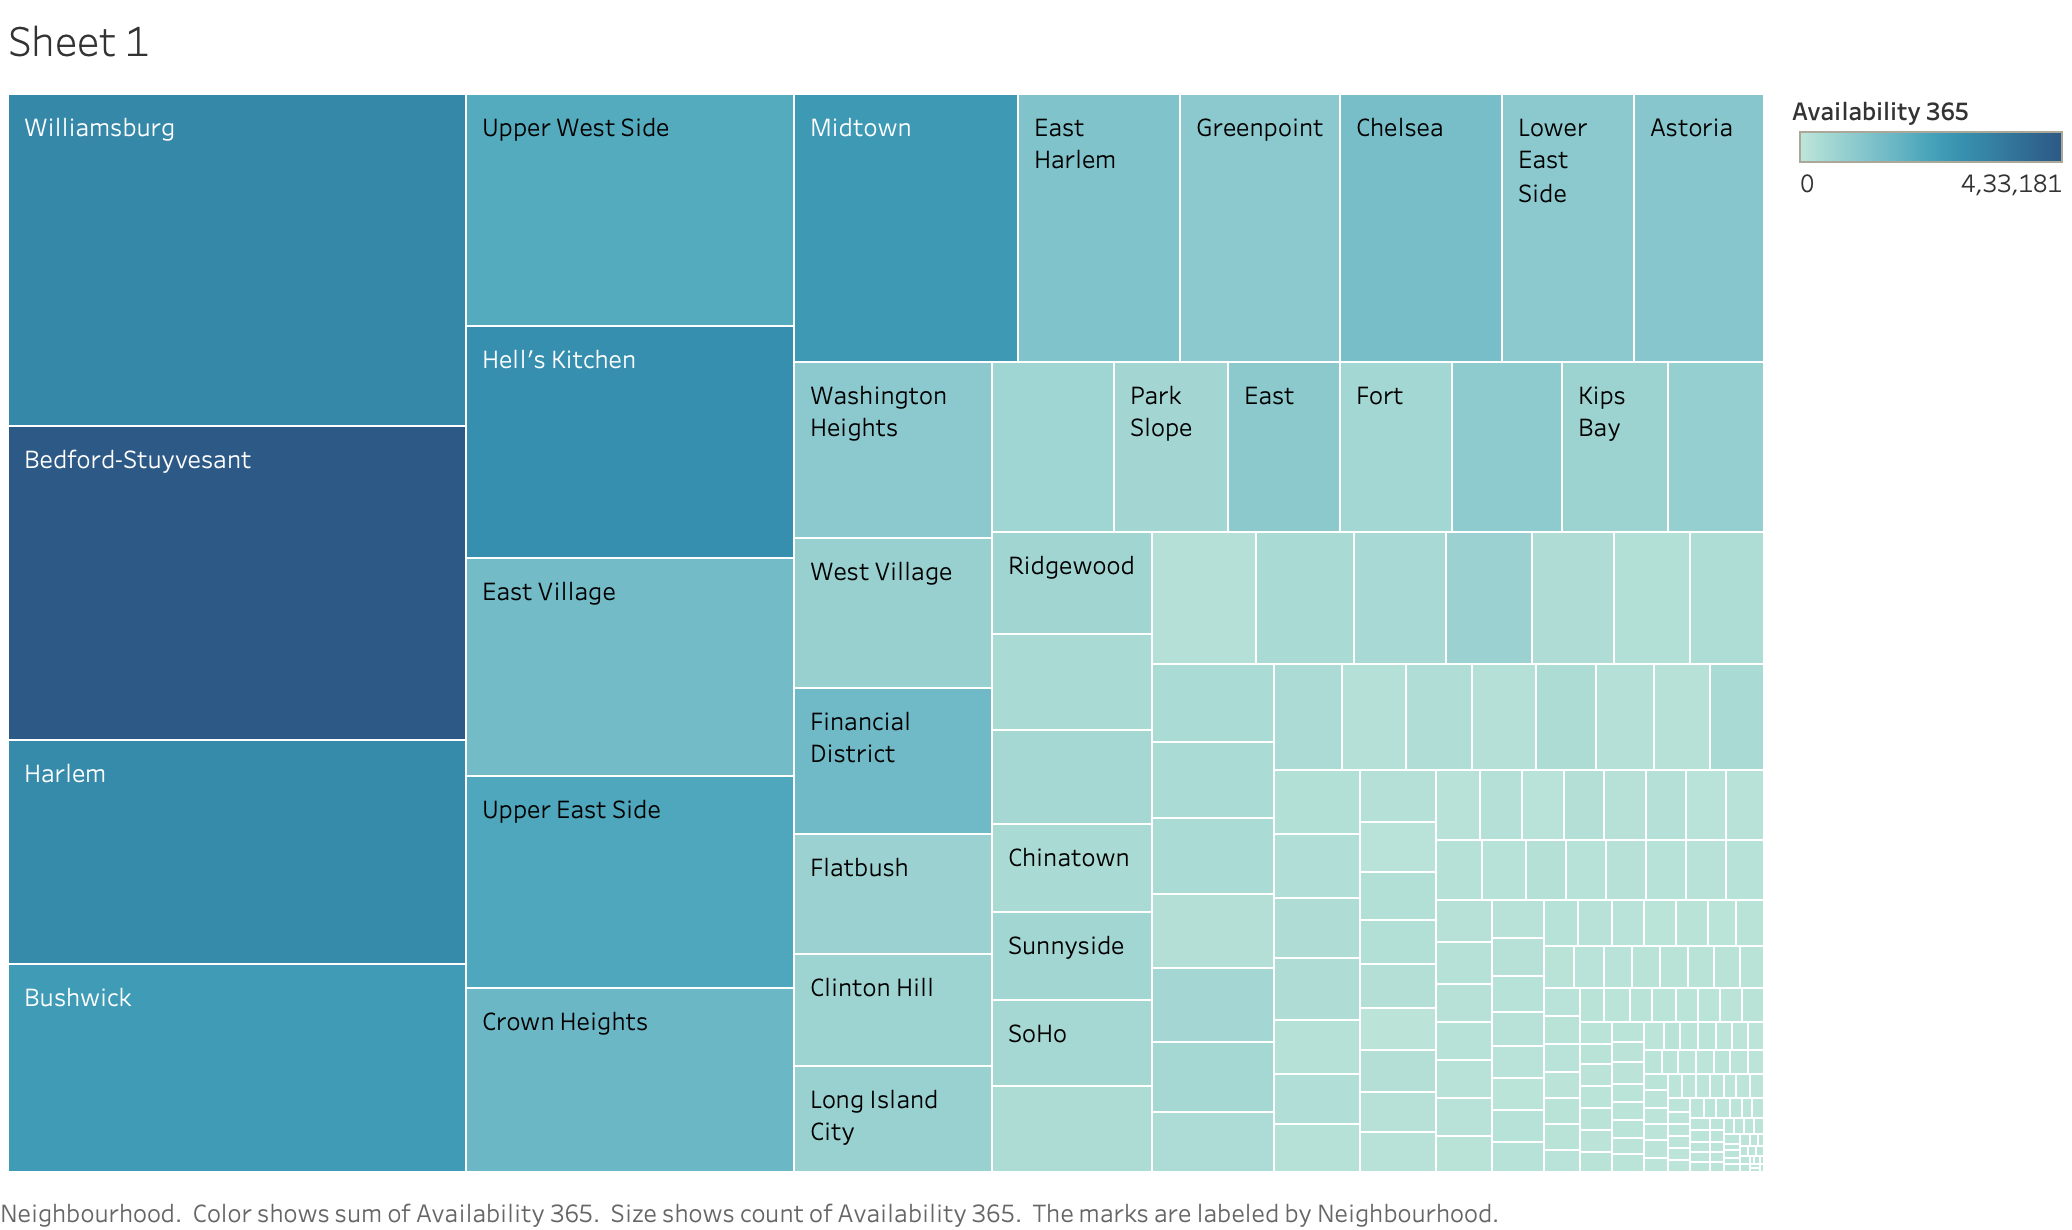 Sheet 1
Williamsburg
Bedford-Stuyvesant
Harlem
Bushwick
Upper West Side
Hell's Kitchen
East Village
Upper East Side
Crown Heights
Midtown
East
Harlem
Greenpoint
Chelsea
Lower
East
Side
Astoria
Washington
Heights
Park
Slope
East
Fort
Kips
Bay
West Village
Financial
District
Flatbush
Clinton Hill
Long Island
City
Ridgewood
Chinatown
Sunnyside
SoHo
Availability 365
0 4,33,181
Neighbourhood. Color shows sum of Availability 365. Size shows count of Availability 365. The marks are labeled by Neighbourhood.